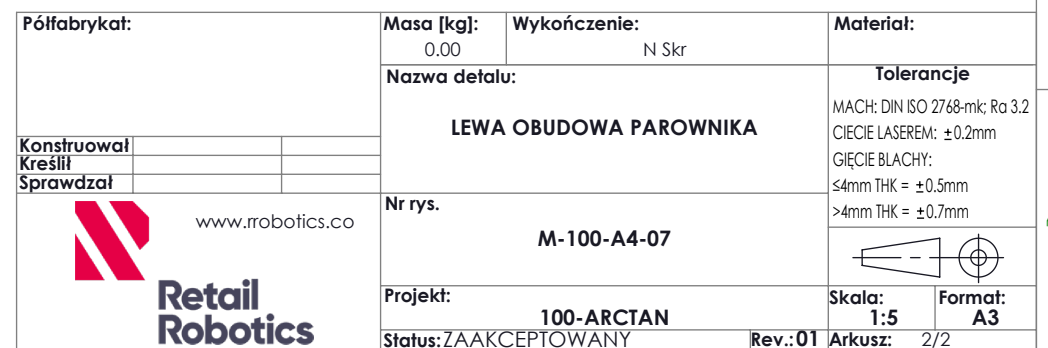 Półfabrykat:
Masa [kg]:
0.00
Wykończenie:
N Skr
Materiał:
Nazwa detalu:
LEWA OBUDOWA PAROWNIKA
Tolerancje
MACH: DIN ISO 2768-mk; Ra 3.2
CIECIE LASEREM: ±0.2mm
GIĘCIE BLACHY:
≤4mm THK = ±0.5mm
>4mm THK = ±0.7mm
Konstruował
Kreślił
Sprawdzał
www.rrobotics.co
Retail
Robotics
Nr rys.
M-100-A4-07
Projekt:
100-ARCTAN
Skala:
1:5
Format:
A3
Status: ZAAKCEPTOWANY
Rev.: 01
Arkusz: 2/2